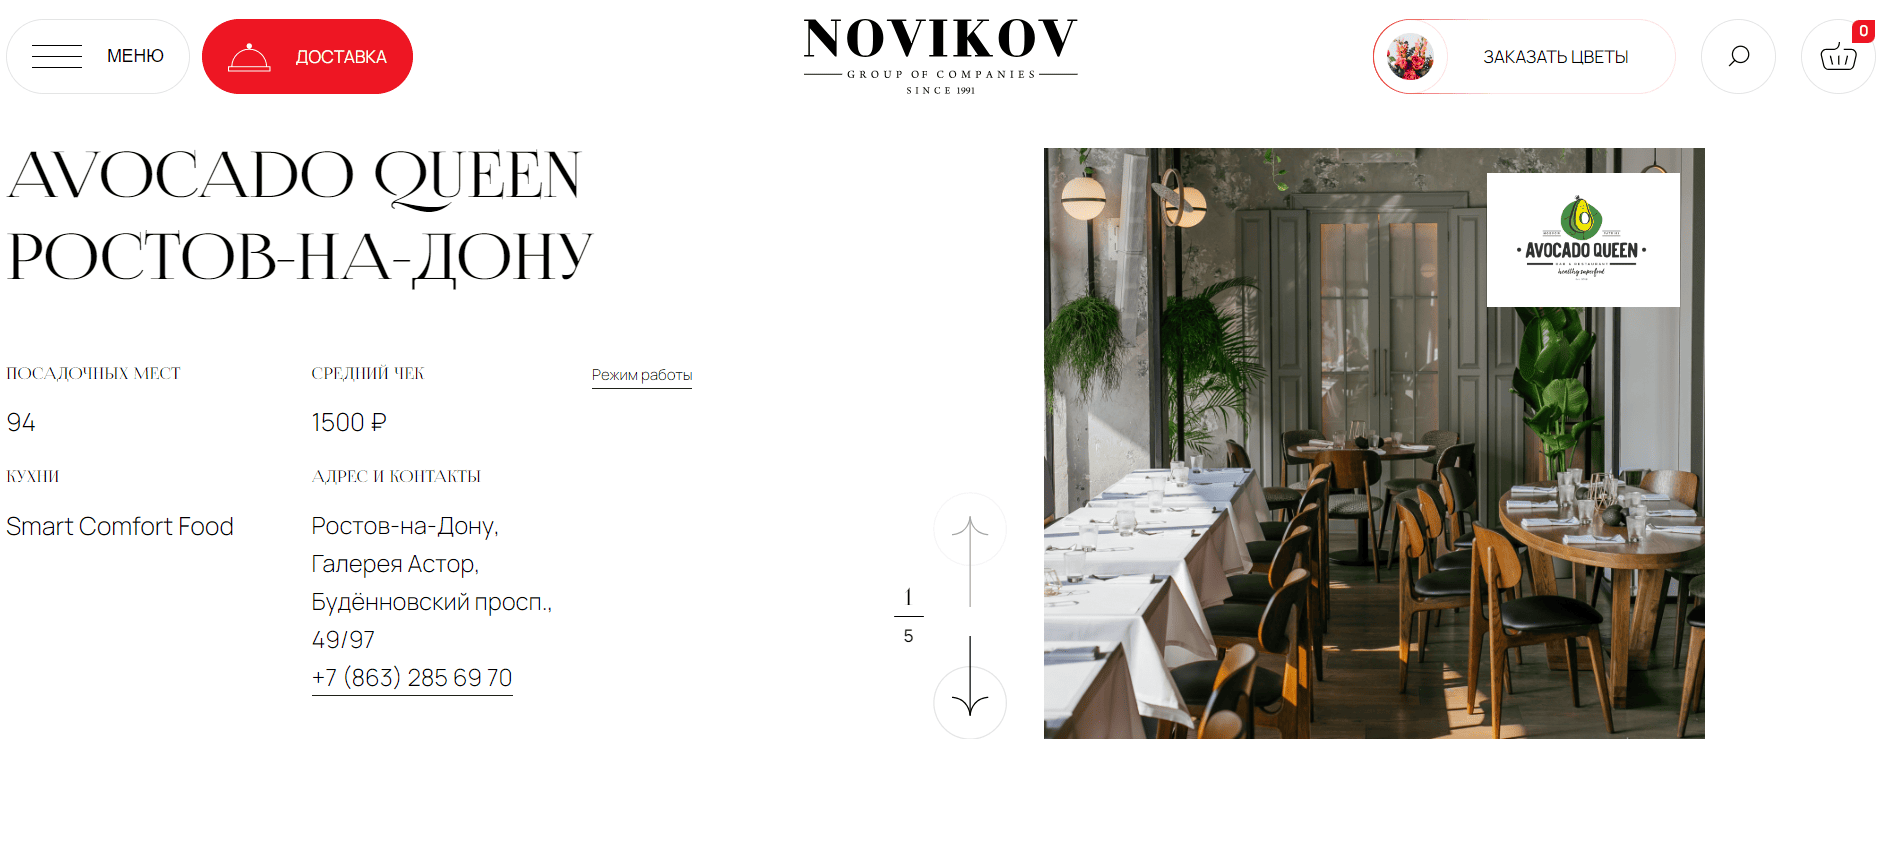 МЕНЮ
ДОСТАВКА
NOVIKOV
GROUP OF COMPANIES
SINCE 1991
ЗАКАЗАТЬ ЦВЕТЫ
0
AVOCADO QUEEN
РОСТОВ-НА-ДОНУ
ПОСАДОЧНЫХ МЕСТ
94
СРЕДНИЙ ЧЕК
1500 ₽
Режим работы
КУХНИ
Smart Comfort Food
АДРЕС И КОНТАКТЫ
Ростов-на-Дону,
Галерея Астор,
Будённовский просп.,
49/97
+7 (863) 285 69 70
1
5
AVOCADO QUEEN
BAR & RESTAURANT
healthy superfood